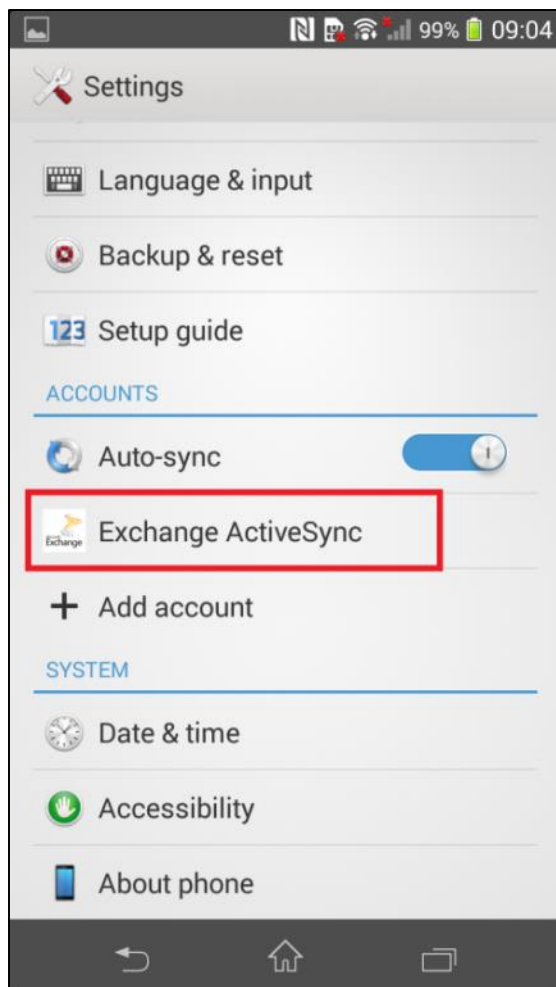 99% 09:04
Settings
Language & input
Backup & reset
123 Setup guide
ACCOUNTS
Auto-sync
Exchange Exchange ActiveSync
Add account
SYSTEM
Date & time
Accessibility
About phone